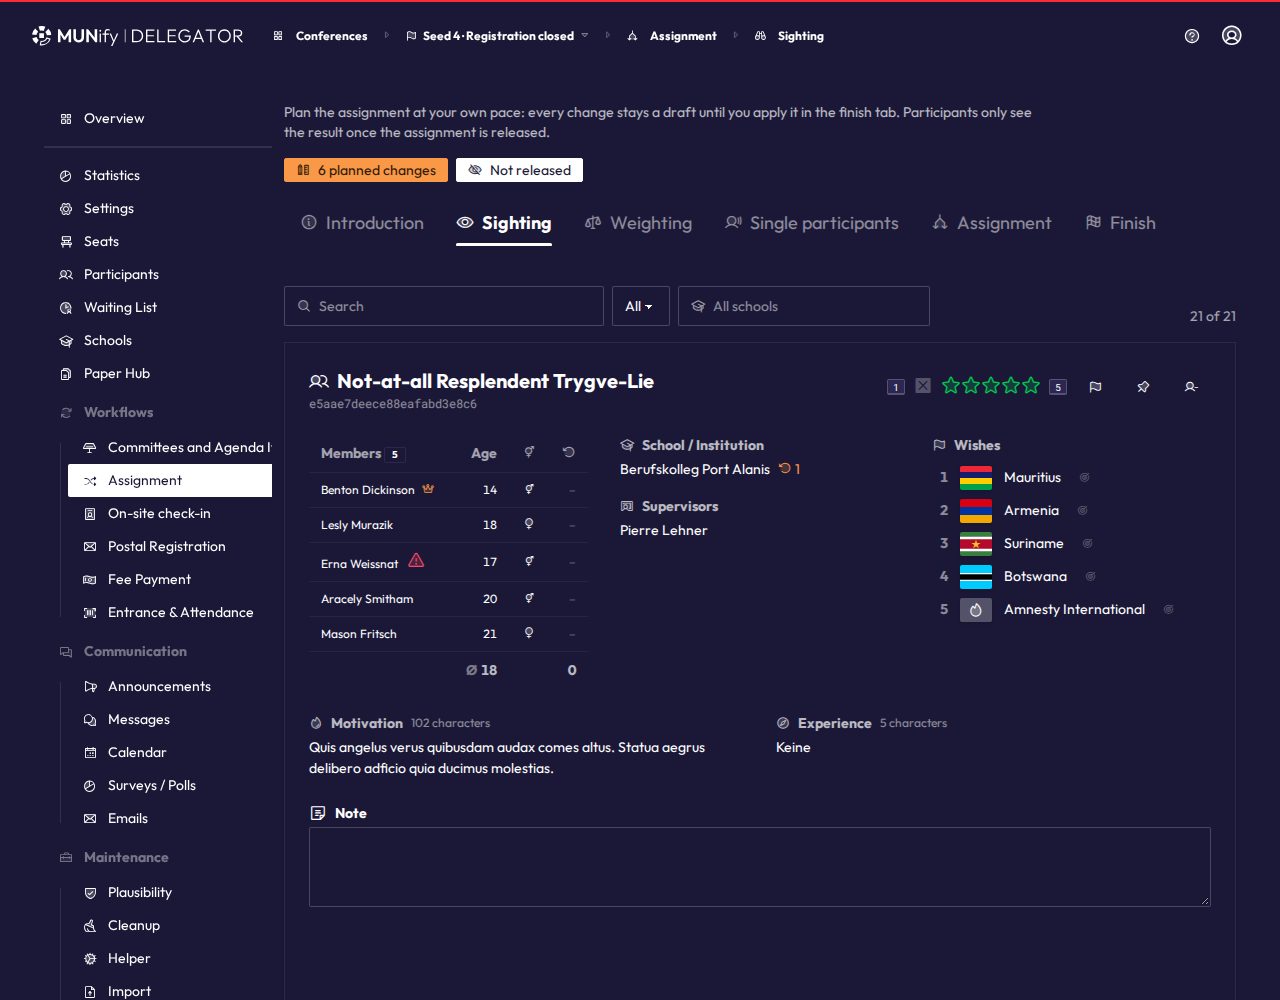 MUNify | DELEGATOR
Conferences
Seed 4 · Registration closed
Assignment
Sighting
Overview
Statistics
Settings
Seats
Participants
Waiting List
Schools
Paper Hub
Workflows
Committees and Agenda I
Assignment
On-site check-in
Postal Registration
Fee Payment
Entrance & Attendance
Communication
Announcements
Messages
Calendar
Surveys / Polls
Emails
Maintenance
Plausibility
Cleanup
Helper
Import
Plan the assignment at your own pace: every change stays a draft until you apply it in the finish tab. Participants only see
the result once the assignment is released.
6 planned changes
Not released
Introduction
Sighting
Weighting
Single participants
Assignment
Finish
Search
All
All schools
21 of 21
Not-at-all Resplendent Trygve-Lie
e5aae7deece88eafabd3e8c6
1
5
Members 5
Age
Benton Dickinson 14 –
Lesly Murazik 18 –
Erna Weissnat 17 –
Aracely Smitham 20 –
Mason Fritsch 21 –
Ø 18 0
School / Institution
Berufskolleg Port Alanis 1
Supervisors
Pierre Lehner
Wishes
1 Mauritius
2 Armenia
3 Suriname
4 Botswana
5 Amnesty International
Motivation 102 characters
Quis angelus verus quibusdam audax comes altus. Statua aegrus
delibero adficio quia ducimus molestias.
Experience 5 characters
Keine
Note